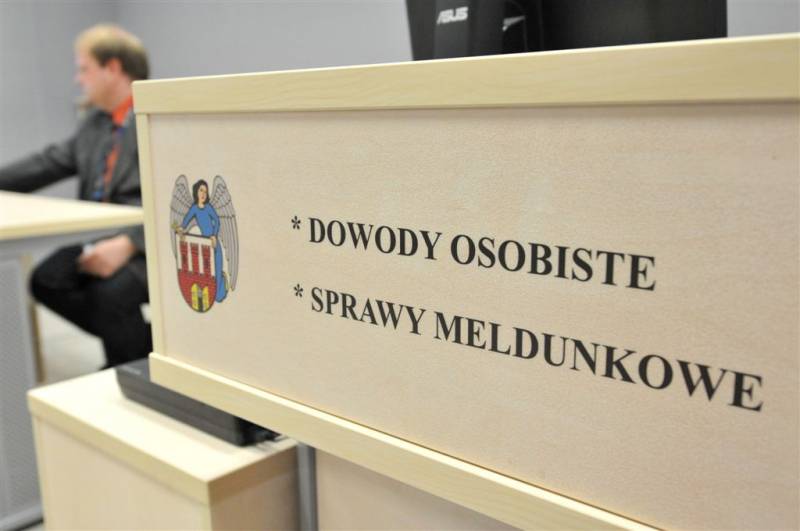 ASUS
* DOWODY OSOBISTE
* SPRAWY MELDUNKOWE